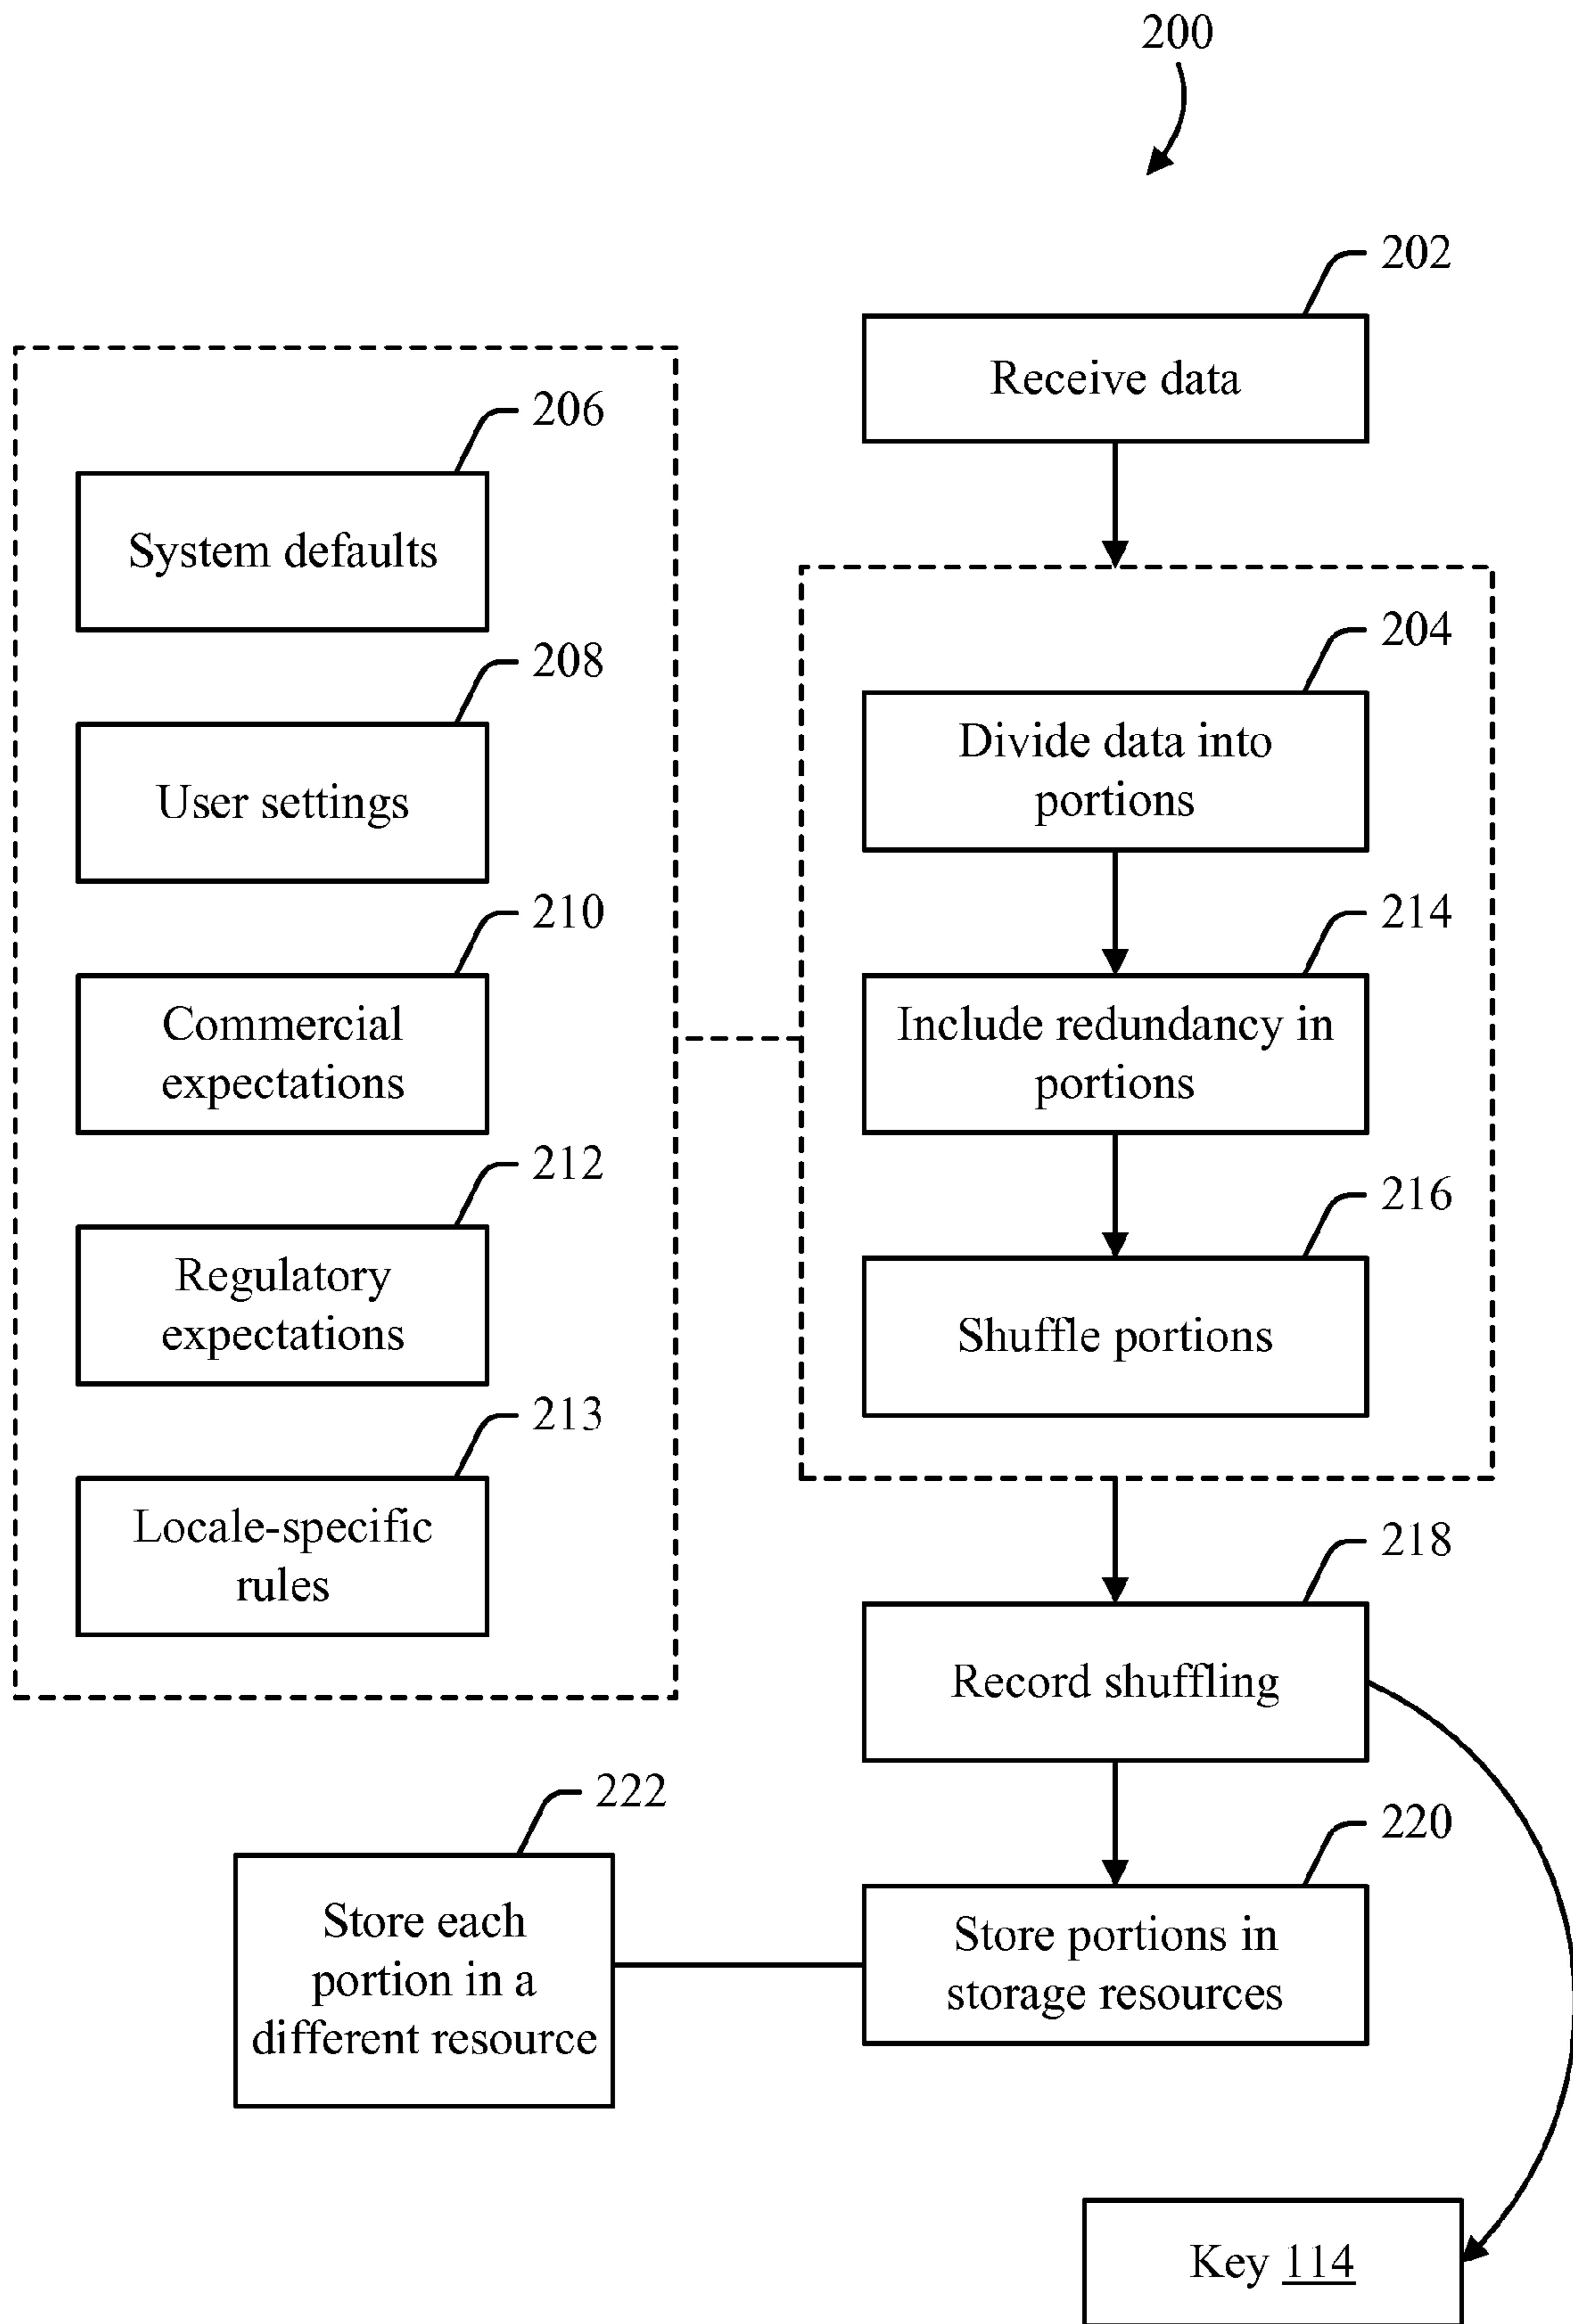 200
202
Receive data
206
System defaults
208
User settings
210
Commercial
expectations
212
Regulatory
expectations
213
Locale-specific
rules
204
Divide data into
portions
214
Include redundancy in
portions
216
Shuffle portions
218
Record shuffling
222
Store each
portion in a
different resource
220
Store portions in
storage resources
Key 114